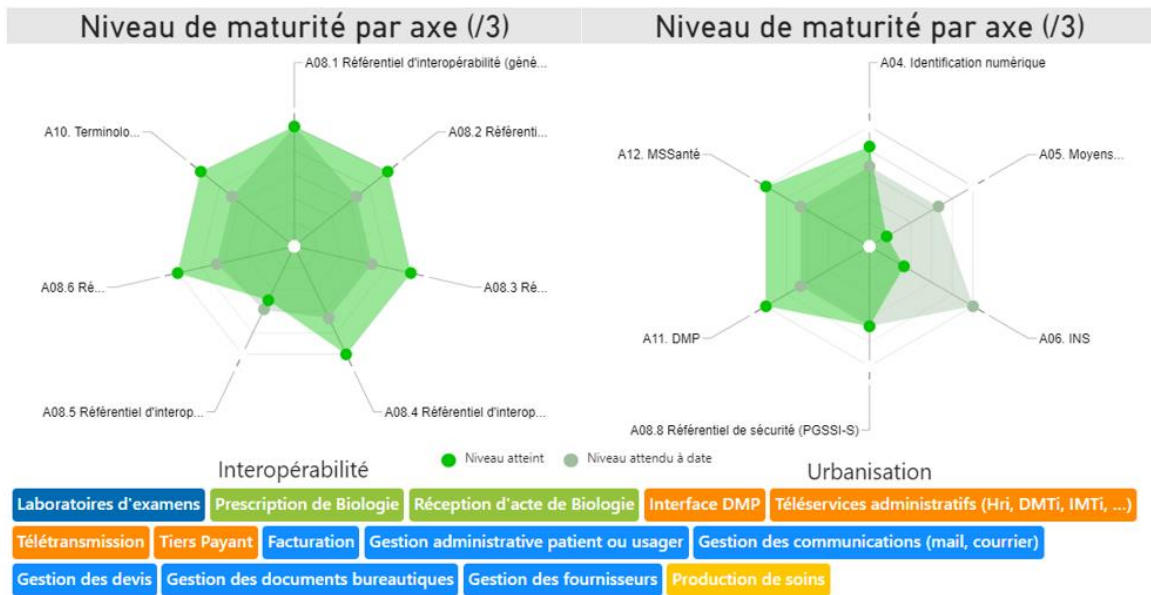 Niveau de maturité par axe (/3)
Niveau de maturité par axe (/3)
A08.1 Référentiel d'interopérabilité (géné...
A10. Terminolo...
A08.2 Référenti...
A08.6 Ré...
A08.3 Ré...
A08.5 Référentiel d'interop...
A08.4 Référentiel d'interop...
A04. Identification numérique
A12. MSSanté
A05. Moyens...
A11. DMP
A06. INS
A08.8 Référentiel de sécurité (PGSSI-S)
Interopérabilité
Niveau atteint
Niveau attendu à date
Urbanisation
Laboratoires d'examens
Prescription de Biologie
Réception d'acte de Biologie
Interface DMP
Téléservices administratifs (Hri, DMTi, IMTi, ...)
Télétransmission
Tiers Payant
Facturation
Gestion administrative patient ou usager
Gestion des communications (mail, courrier)
Gestion des devis
Gestion des documents bureautiques
Gestion des fournisseurs
Production de soins